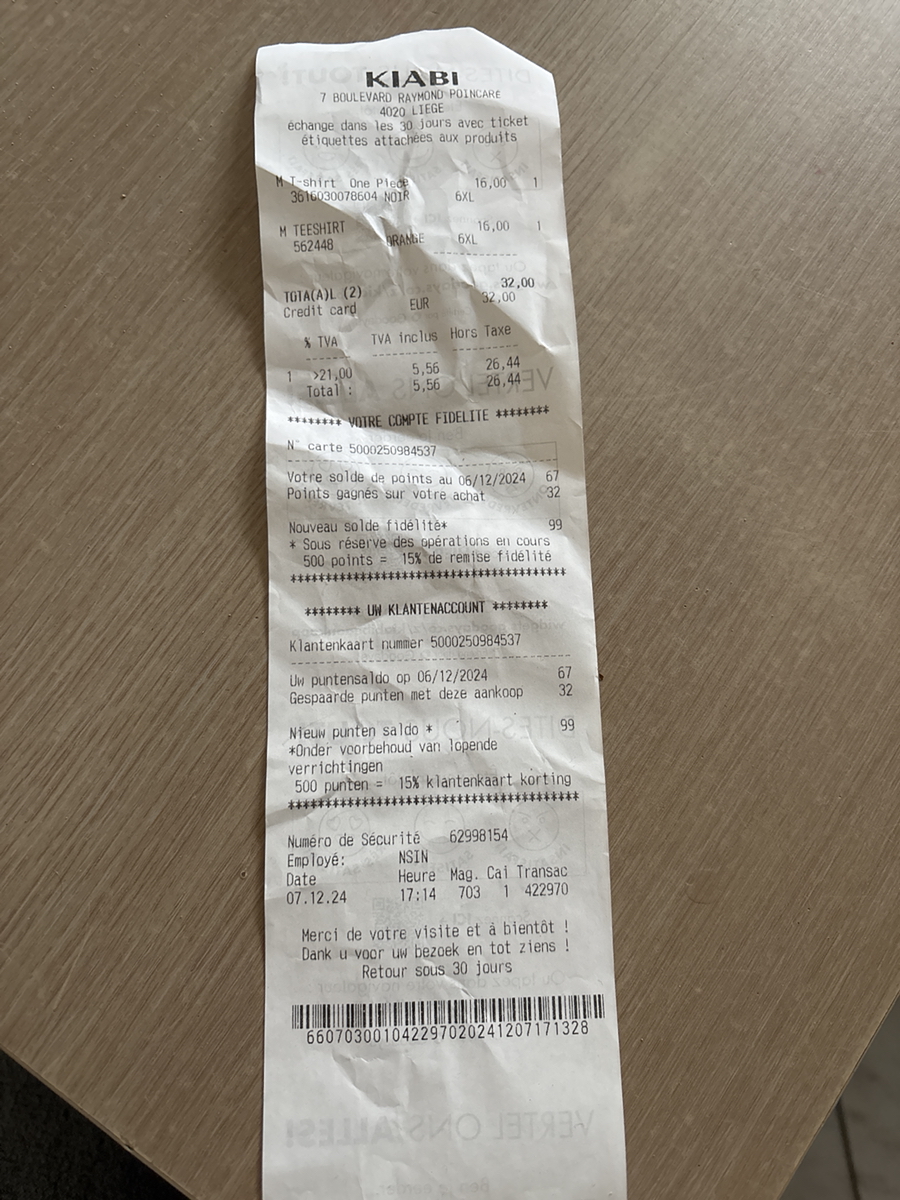 KIABI
7 BOULEVARD RAYMOND POINCARE
4020 LIEGE
échange dans les 30 jours avec ticket
étiquettes attachées aux produits
M T-shirt One Piece 16,00 1
3616030078604 NOIR 6XL
M TEESHIRT 16,00 1
562448 ORANGE 6XL
TOTA(A)L (2) 32,00
Credit card EUR 32,00
% TVA TVA inclus Hors Taxe
1 >21,00 5,56 26,44
Total : 5,56 26,44
******** VOTRE COMPTE FIDELITE ********
N° carte 5000250984537
Votre solde de points au 06/12/2024 67
Points gagnés sur votre achat 32
Nouveau solde fidélité* 99
* Sous réserve des opérations en cours
500 points = 15% de remise fidélité
****************************************
******** UW KLANTENACCOUNT ********
Klantenkaart nummer 5000250984537
Uw puntensaldo op 06/12/2024 67
Gespaarde punten met deze aankoop 32
Nieuw punten saldo * 99
*Onder voorbehoud van lopende
verrichtingen
500 punten = 15% klantenkaart korting
****************************************
Numéro de Sécurité 62998154
Employé: NSIN
Date Heure Mag. Cai Transac
07.12.24 17:14 703 1 422970
Merci de votre visite et à bientôt !
Dank u voor uw bezoek en tot ziens !
Retour sous 30 jours
660703001042297020241207171328